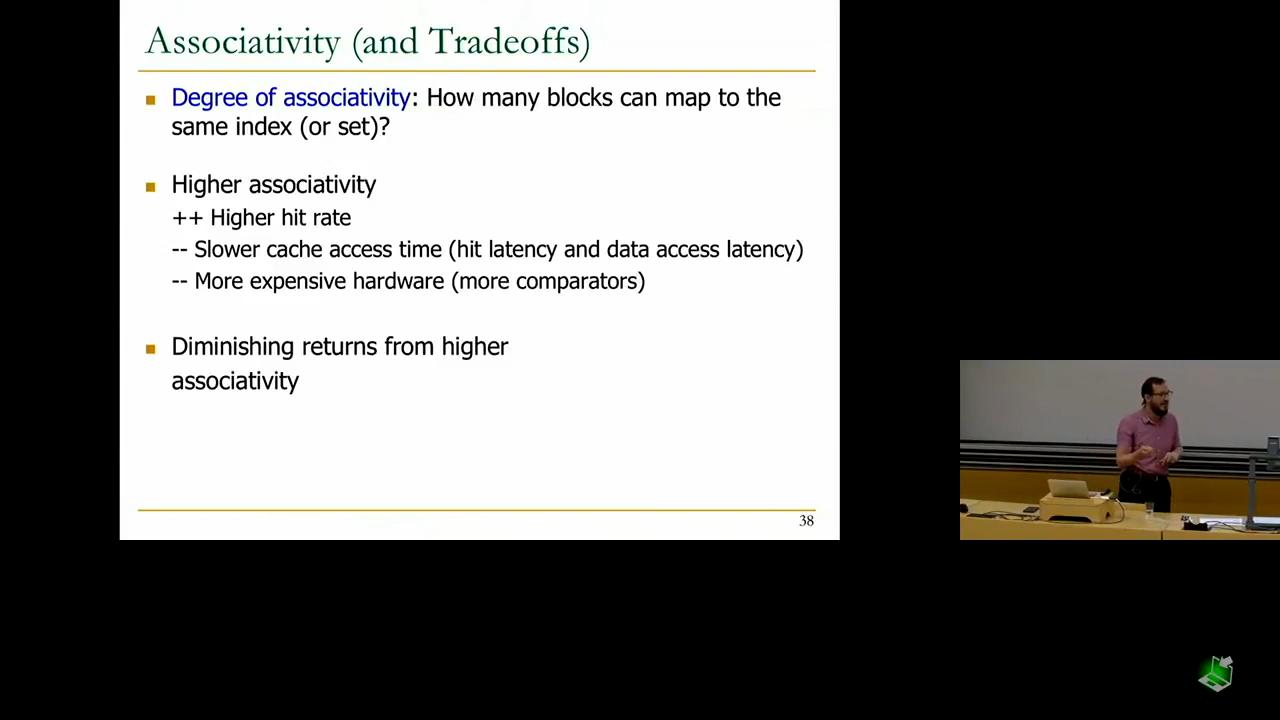 Associativity (and Tradeoffs)
Degree of associativity: How many blocks can map to the
same index (or set)?
Higher associativity
++ Higher hit rate
-- Slower cache access time (hit latency and data access latency)
-- More expensive hardware (more comparators)
Diminishing returns from higher
associativity
38